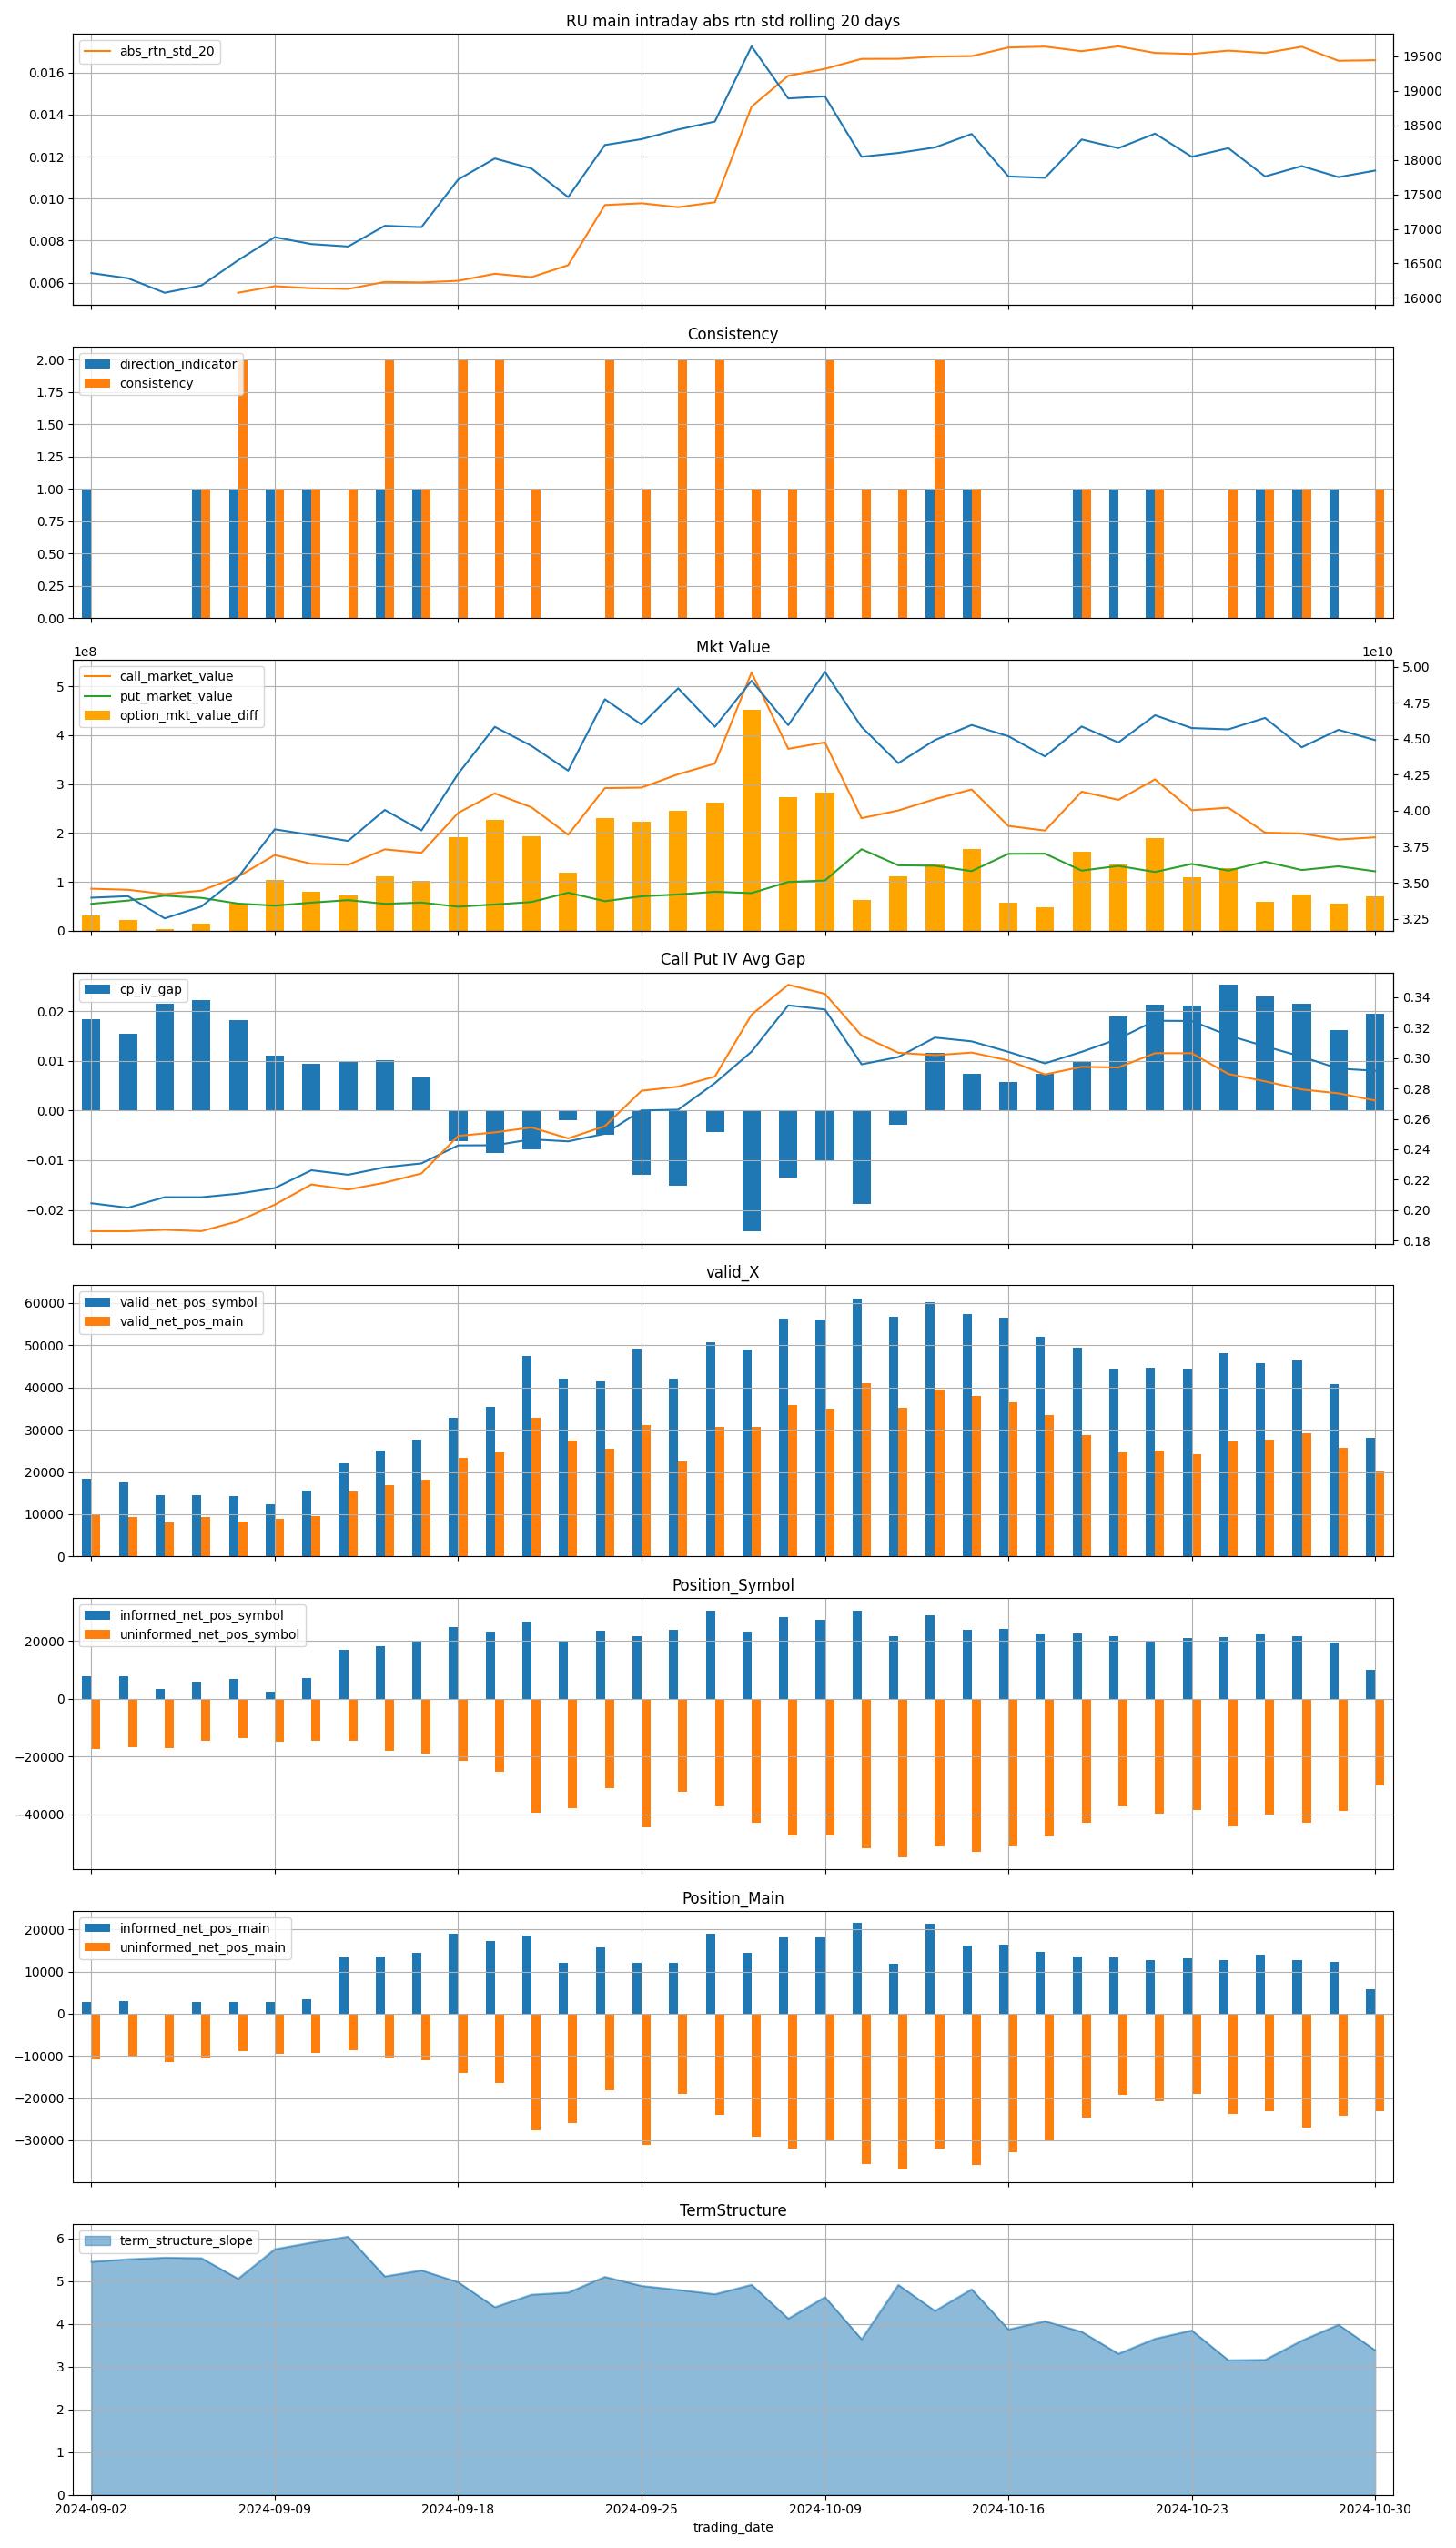 RU main intraday abs rtn std rolling 20 days
abs_rtn_std_20
0.016
0.014
0.012
0.010
0.008
0.006
19500
19000
18500
18000
17500
17000
16500
16000
Consistency
direction_indicator
consistency
2.00
1.75
1.50
1.25
1.00
0.75
0.50
0.25
0.00
Mkt Value
1e8
1e10
call_market_value
put_market_value
option_mkt_value_diff
5
4
3
2
1
0
5.00
4.75
4.50
4.25
4.00
3.75
3.50
3.25
Call Put IV Avg Gap
cp_iv_gap
0.02
0.01
0.00
−0.01
−0.02
0.34
0.32
0.30
0.28
0.26
0.24
0.22
0.20
0.18
valid_X
valid_net_pos_symbol
valid_net_pos_main
60000
50000
40000
30000
20000
10000
0
Position_Symbol
informed_net_pos_symbol
uninformed_net_pos_symbol
20000
0
−20000
−40000
Position_Main
informed_net_pos_main
uninformed_net_pos_main
20000
10000
0
−10000
−20000
−30000
TermStructure
term_structure_slope
6
5
4
3
2
1
0
2024-09-02 2024-09-09 2024-09-18 2024-09-25 2024-10-09 2024-10-16 2024-10-23 2024-10-30
trading_date